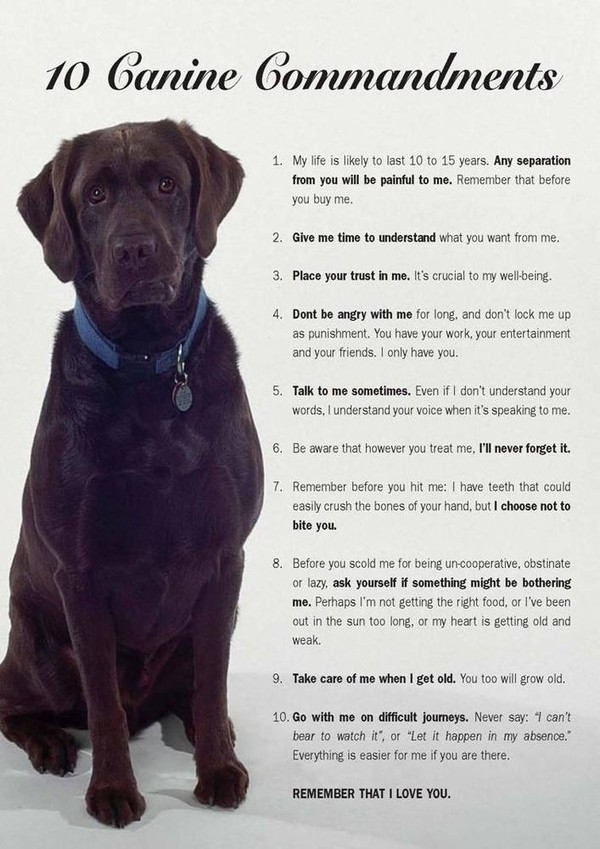 10 Canine Commandments
1. My life is likely to last 10 to 15 years. Any separation
from you will be painful to me. Remember that before
you buy me.
2. Give me time to understand what you want from me.
3. Place your trust in me. It's crucial to my well-being.
4. Dont be angry with me for long, and don't lock me up
as punishment. You have your work, your entertainment
and your friends. I only have you.
5. Talk to me sometimes. Even if I don't understand your
words, I understand your voice when it's speaking to me.
6. Be aware that however you treat me, I'll never forget it.
7. Remember before you hit me: I have teeth that could
easily crush the bones of your hand, but I choose not to
bite you.
8. Before you scold me for being un-cooperative, obstinate
or lazy, ask yourself if something might be bothering
me. Perhaps I'm not getting the right food, or I've been
out in the sun too long, or my heart is getting old and
weak.
9. Take care of me when I get old. You too will grow old.
10. Go with me on difficult journeys. Never say: "I can't
bear to watch it", or "Let it happen in my absence."
Everything is easier for me if you are there.
REMEMBER THAT I LOVE YOU.